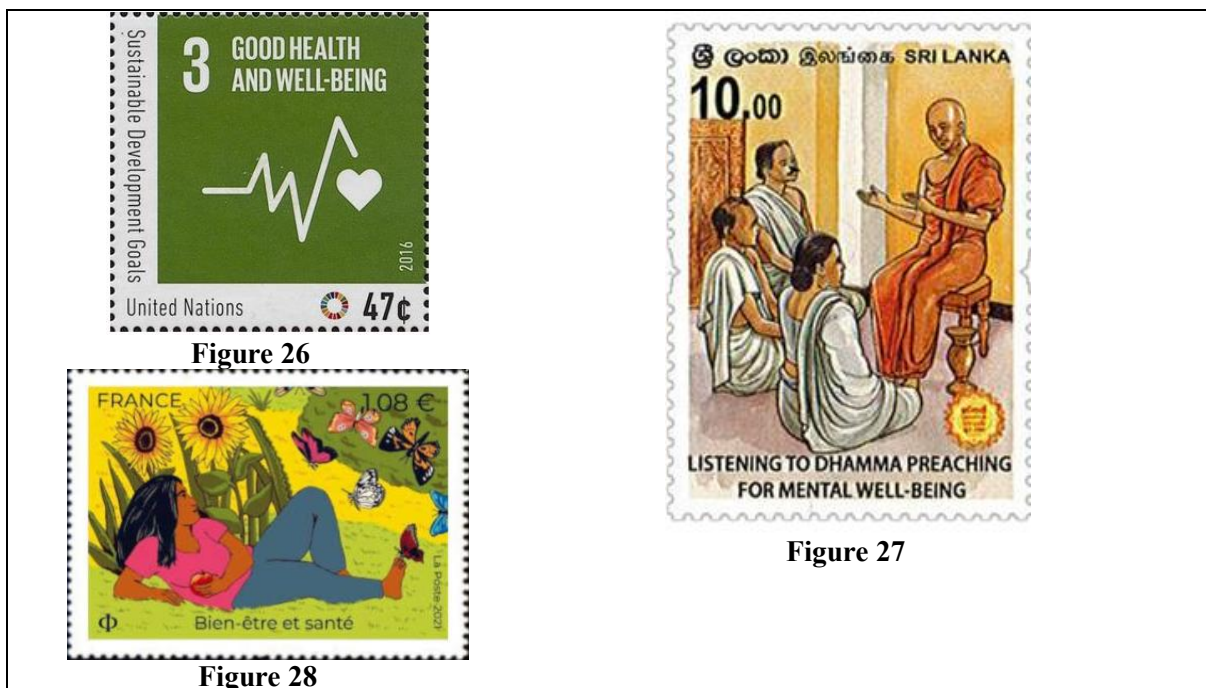 Sustainable Development Goals
3 GOOD HEALTH
AND WELL-BEING
2016
United Nations
47¢
Figure 26
ශ්‍රී ලංකා இலங்கை SRI LANKA
10.00
LISTENING TO DHAMMA PREACHING
FOR MENTAL WELL-BEING
Figure 27
FRANCE
1,08 €
La Poste 2021
Φ
Bien-être et santé
Figure 28